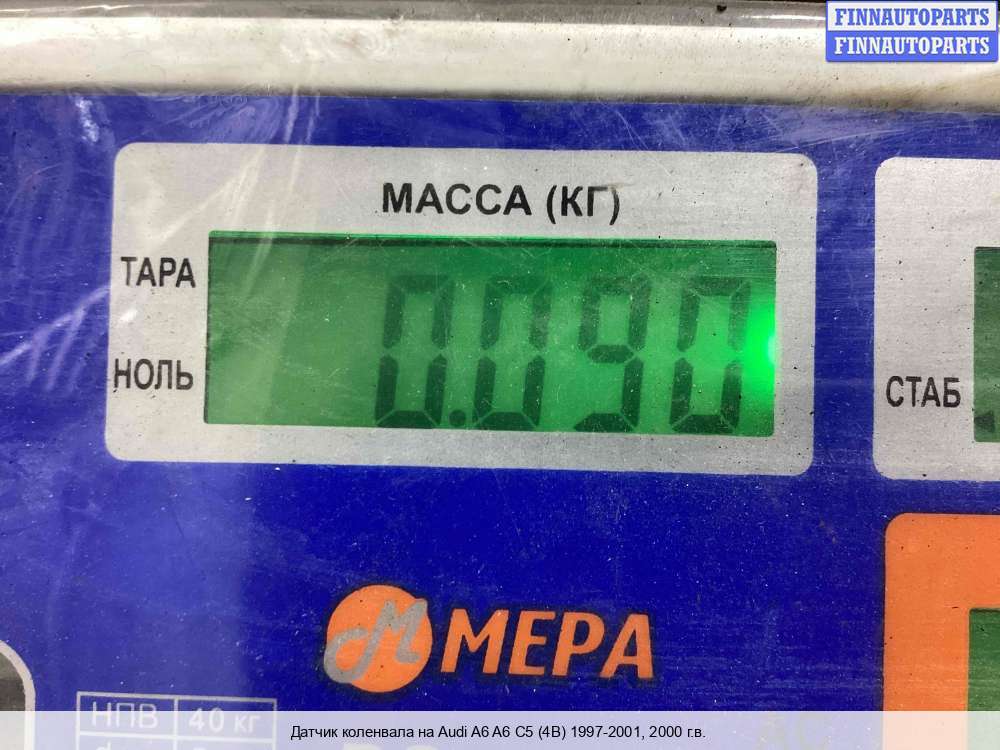 FINNAUTOPARTS
FINNAUTOPARTS
МАССА (КГ)
ТАРА
0.090
НОЛЬ
СТАБ
М МЕРА
НПВ 40 кг
Датчик коленвала на Audi A6 A6 C5 (4B) 1997-2001, 2000 г.в.